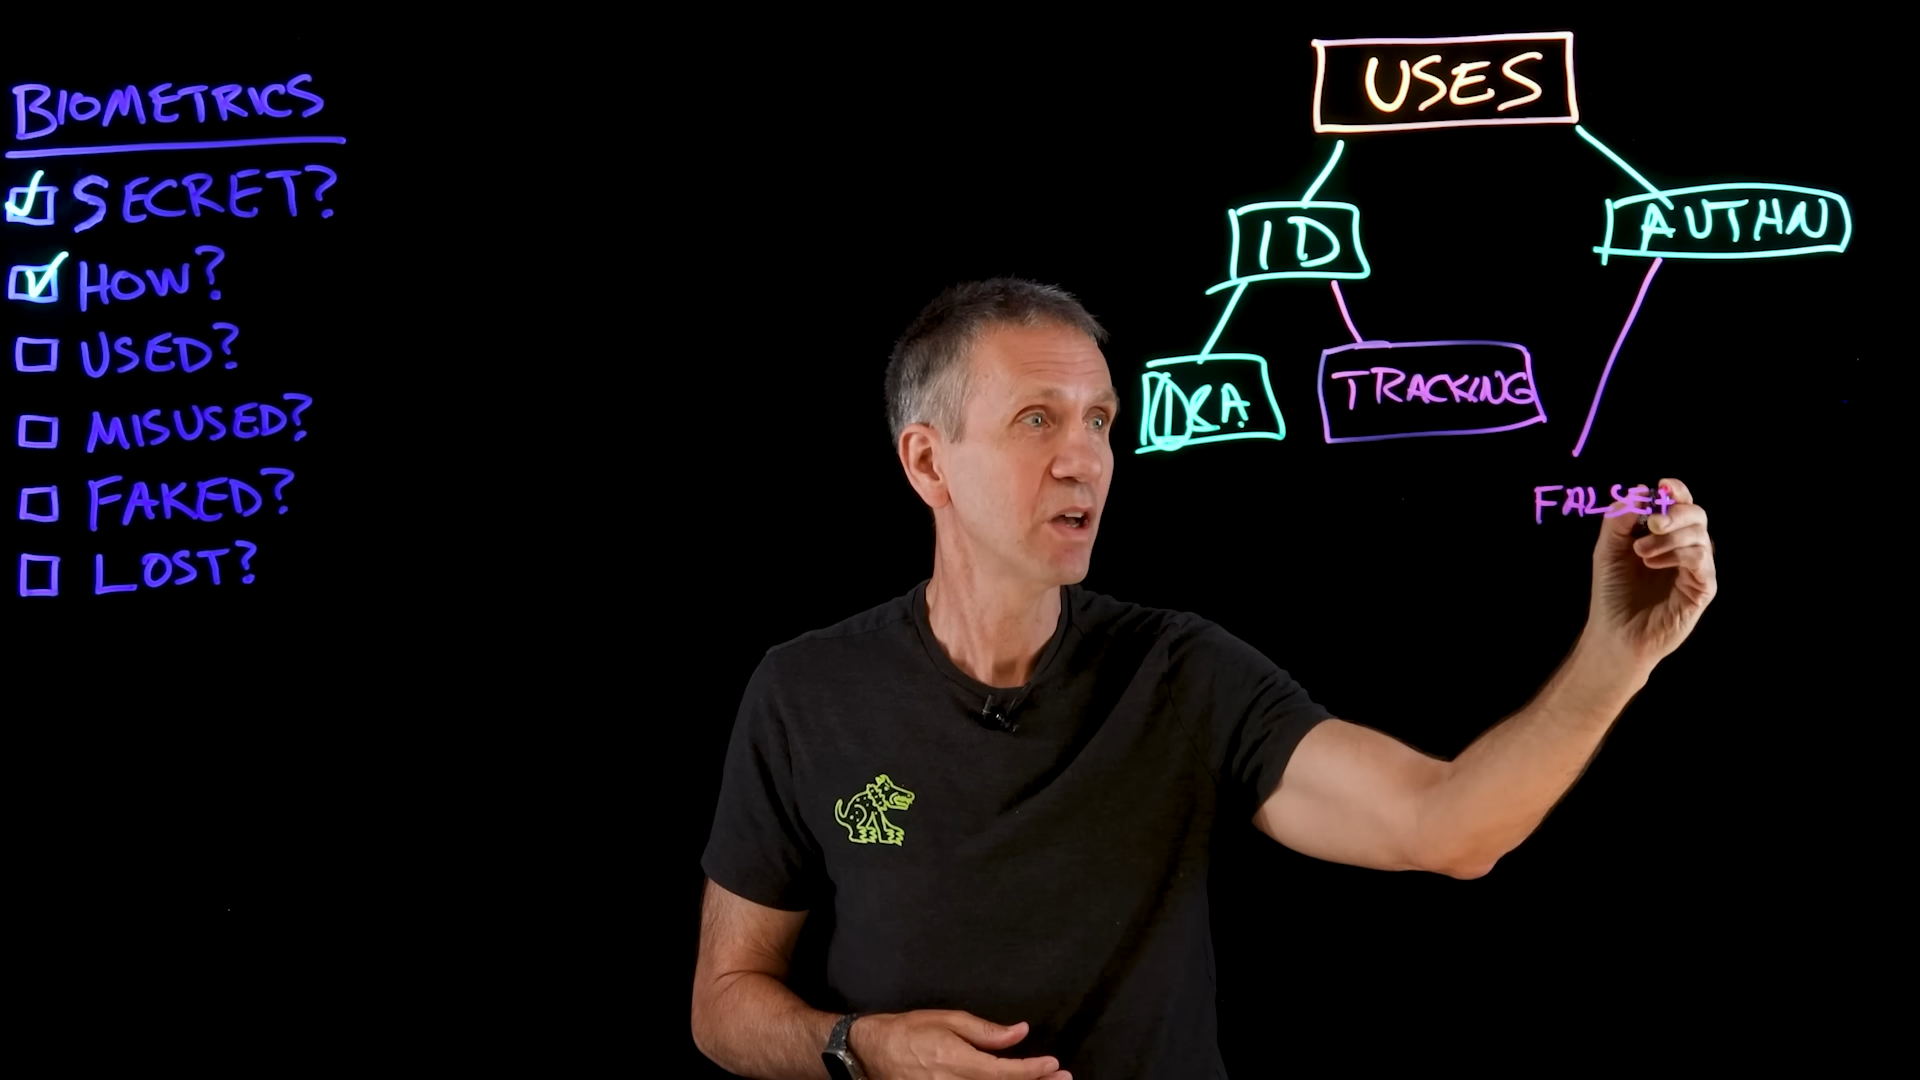 BIOMETRICS
SECRET?
HOW?
USED?
MISUSED?
FAKED?
LOST?
USES
ID
AUTHN
TRACKING
FALSE+